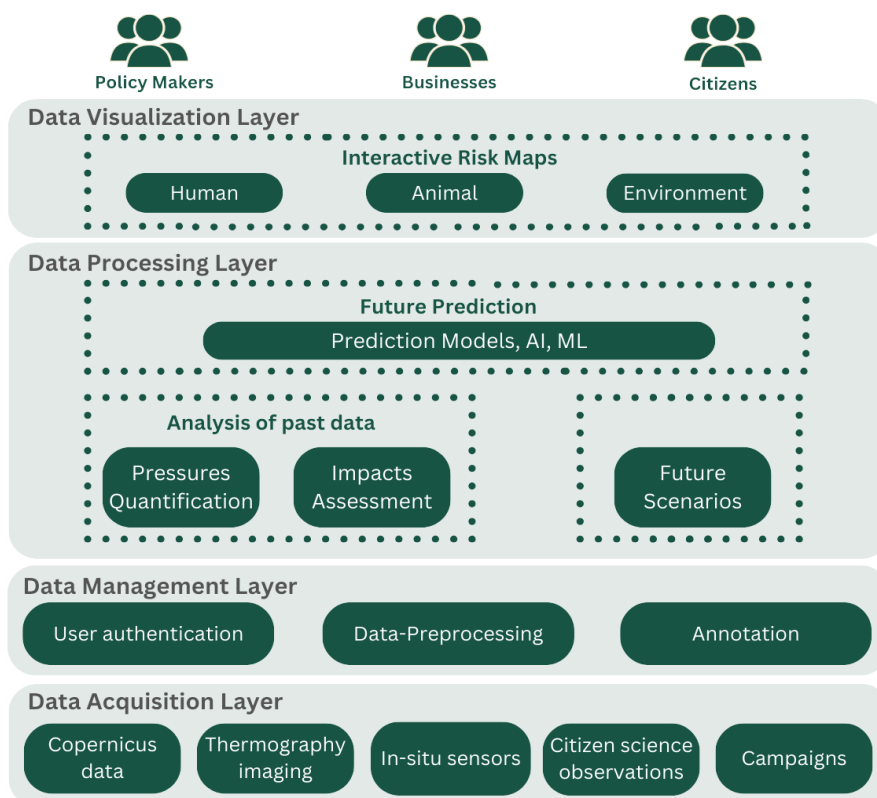 Policy Makers
Businesses
Citizens
Data Visualization Layer
Interactive Risk Maps
Human
Animal
Environment
Data Processing Layer
Future Prediction
Prediction Models, AI, ML
Analysis of past data
Pressures
Quantification
Impacts
Assessment
Future
Scenarios
Data Management Layer
User authentication
Data-Preprocessing
Annotation
Data Acquisition Layer
Copernicus
data
Thermography
imaging
In-situ sensors
Citizen science
observations
Campaigns